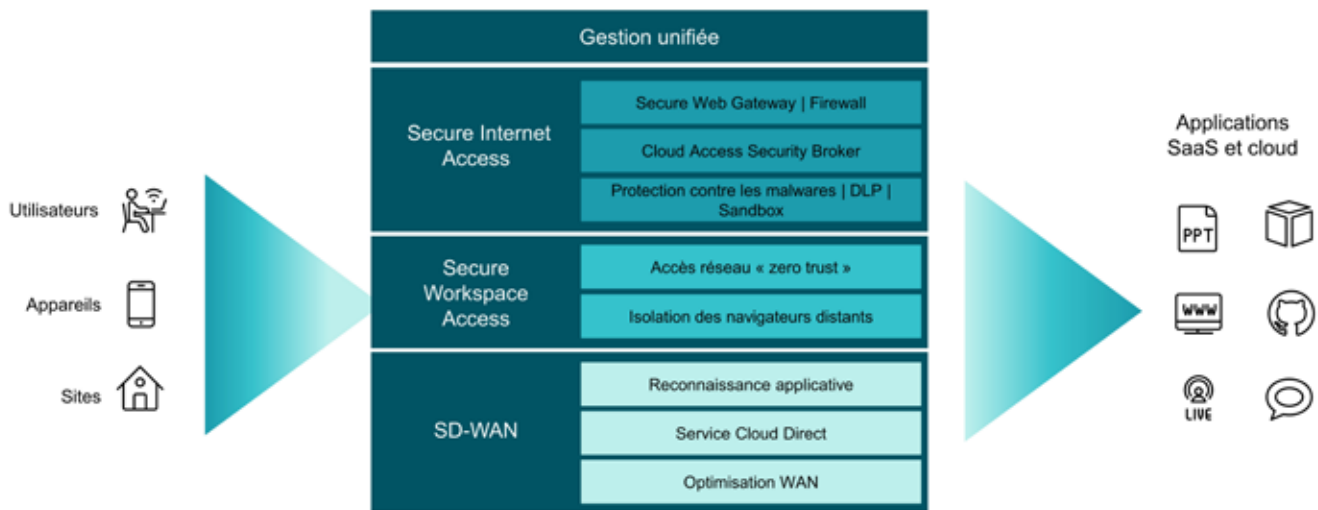 Gestion unifiée
Secure Internet
Access
Secure Web Gateway | Firewall
Cloud Access Security Broker
Protection contre les malwares | DLP |
Sandbox
Secure
Workspace
Access
Accès réseau « zero trust »
Isolation des navigateurs distants
SD-WAN
Reconnaissance applicative
Service Cloud Direct
Optimisation WAN
Utilisateurs
Appareils
Sites
Applications
SaaS et cloud
PPT
WWW
LIVE